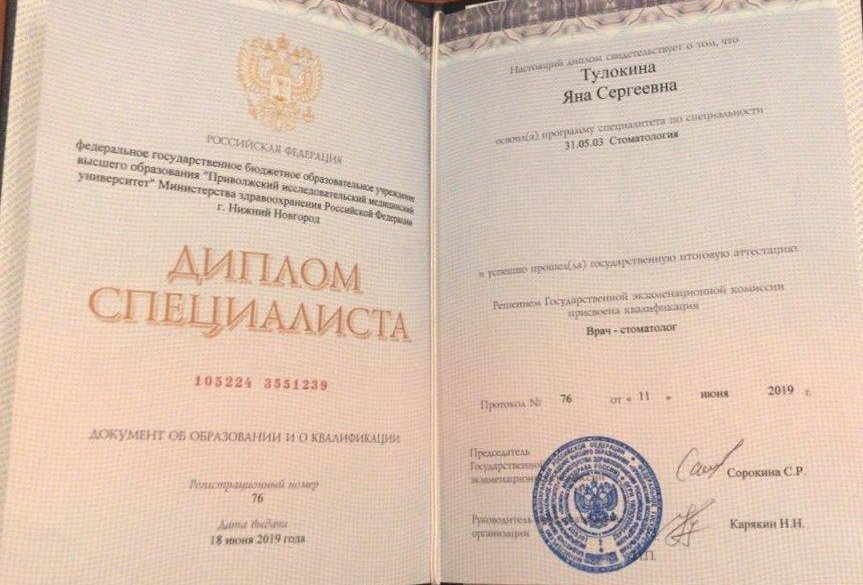 РОССИЙСКАЯ ФЕДЕРАЦИЯ
федеральное государственное бюджетное образовательное учреждение
высшего образования "Приволжский исследовательский медицинский
университет" Министерства здравоохранения Российской Федерации
г. Нижний Новгород
ДИПЛОМ
СПЕЦИАЛИСТА
105224 3551239
ДОКУМЕНТ ОБ ОБРАЗОВАНИИ И О КВАЛИФИКАЦИИ
Регистрационный номер
76
Дата выдачи
18 июня 2019 года
Настоящий диплом свидетельствует о том, что
Тулокина
Яна Сергеевна
освоил(а) программу специалитета по специальности
31.05.03 Стоматология
и успешно прошел(ла) государственную итоговую аттестацию.
Решением Государственной экзаменационной комиссии
присвоена квалификация
Врач - стоматолог
Протокол № 76 от « 11 » июня 2019 г.
Председатель
Государственной
экзаменационной
Сорокина С.Р.
Руководитель
организации
Карякин Н.Н.
М.П.